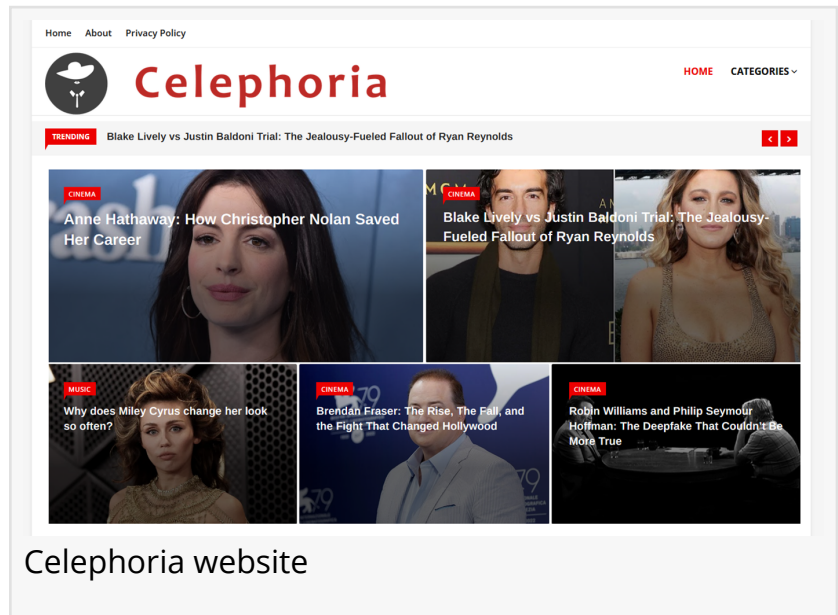 Home About Privacy Policy
Celephoria
HOME CATEGORIES
TRENDING Blake Lively vs Justin Baldoni Trial: The Jealousy-Fueled Fallout of Ryan Reynolds
CINEMA
Anne Hathaway: How Christopher Nolan Saved
Her Career
CINEMA
Blake Lively vs Justin Baldoni Trial: The Jealousy-
Fueled Fallout of Ryan Reynolds
MUSIC
Why does Miley Cyrus change her look
so often?
CINEMA
Brendan Fraser: The Rise, The Fall, and
the Fight That Changed Hollywood
79
79
CINEMA
Robin Williams and Philip Seymour
Hoffman: The Deepfake That Couldn't Be
More True
Celephoria website